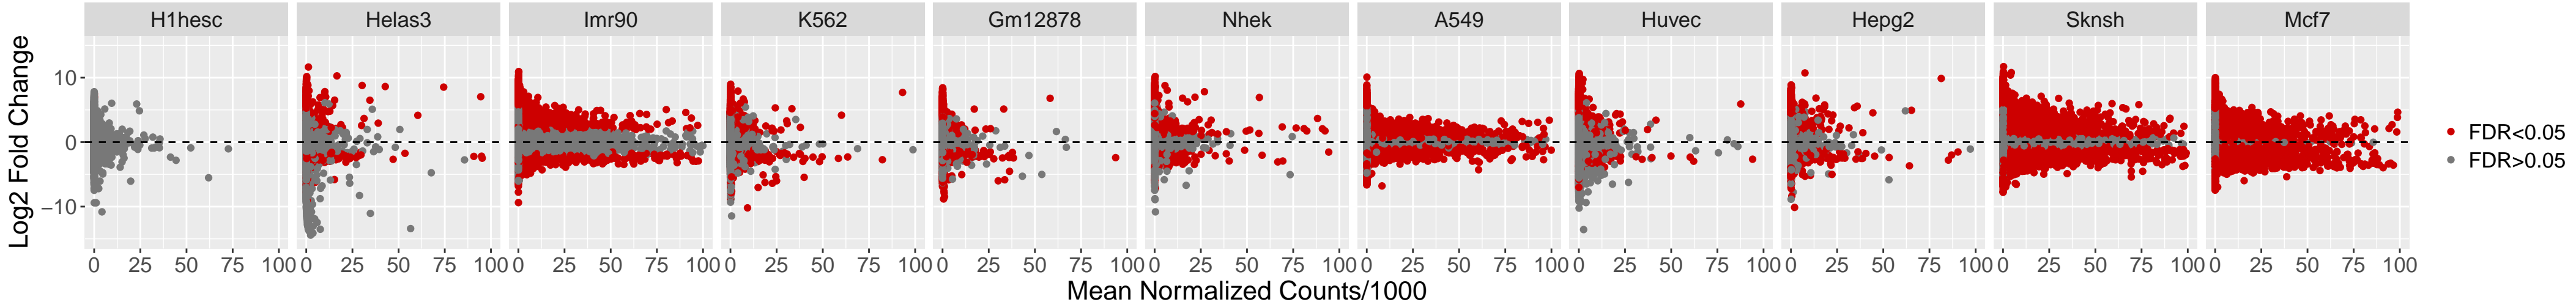 H1hesc Helas3 Imr90 K562 Gm12878 Nhek A549 Huvec Hepg2 Sknsh Mcf7
Log2 Fold Change
10
0
−10
FDR<0.05
FDR>0.05
0 25 50 75 100 0 25 50 75 100 0 25 50 75 100 0 25 50 75 100 0 25 50 75 100 0 25 50 75 100 0 25 50 75 100 0 25 50 75 100 0 25 50 75 100 0 25 50 75 100 0 25 50 75 100
Mean Normalized Counts/1000